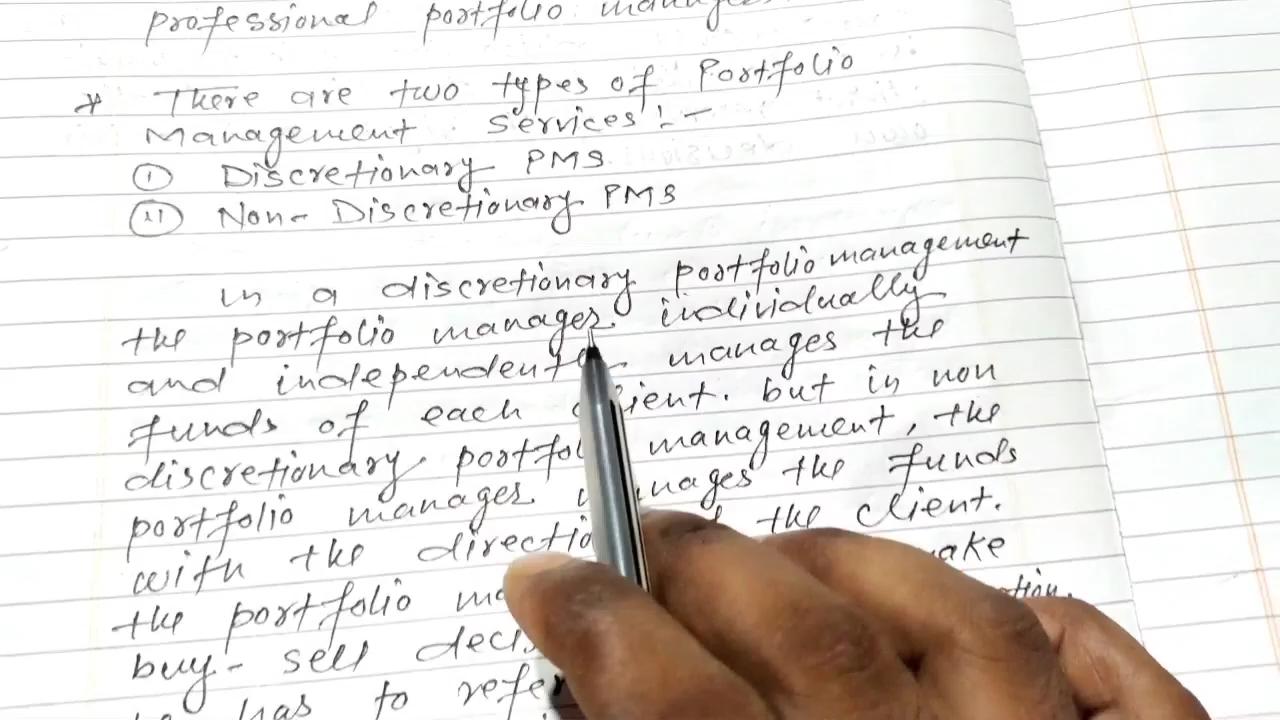 professional portfolio
* There are two types of Portfolio
Management services:-
(i) Discretionary PMS
(ii) Non-Discretionary PMS
In a discretionary portfolio management
the portfolio manager individually
and independently manages the
funds of each client. but in non
discretionary portfolio management, the
portfolio manager manages the funds
with the the client.
the portfolio
buy-sell
has to